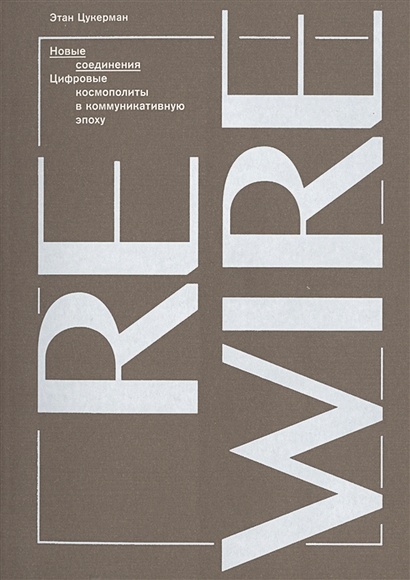 Этан Цукерман
Новые
соединения
Цифровые
космополиты
в коммуникативную
эпоху
RE
WIRE